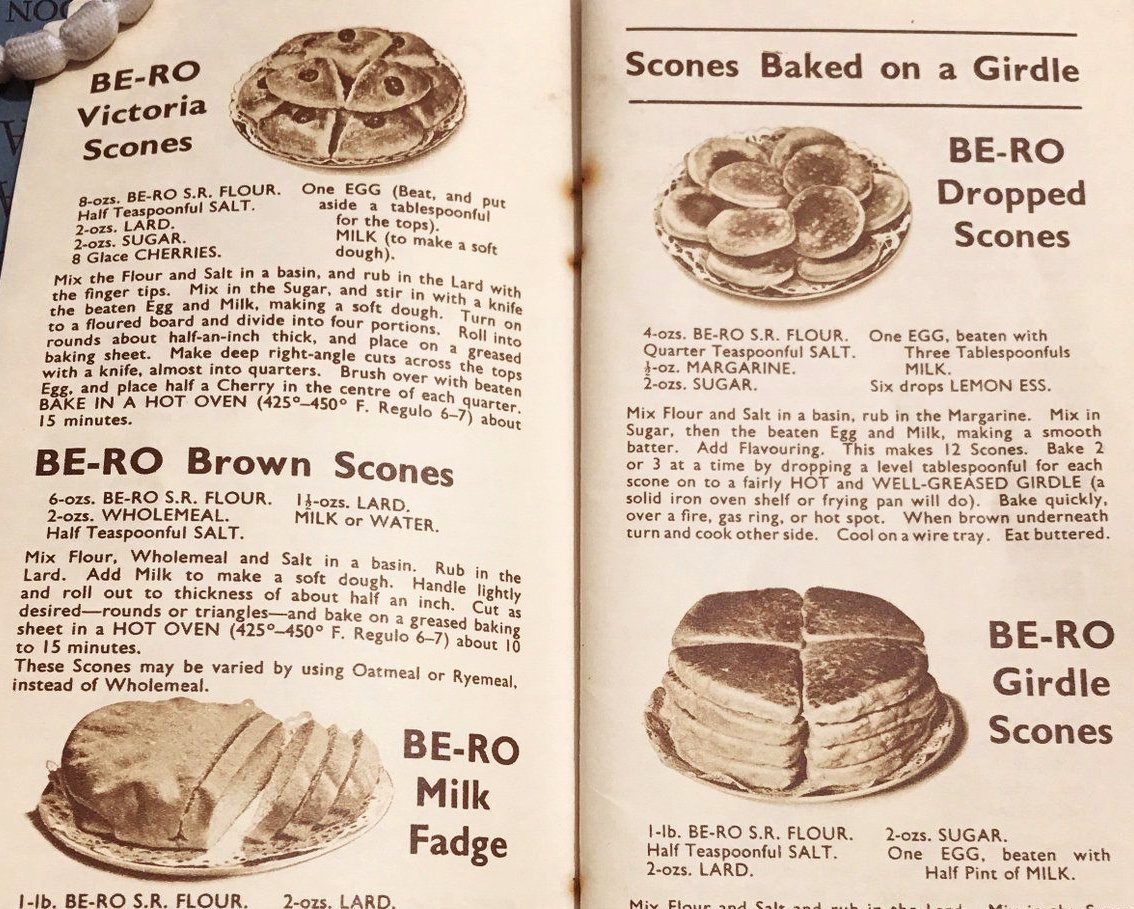 NOO
BE-RO
Victoria
Scones
8-ozs. BE-RO S.R. FLOUR.
Half Teaspoonful SALT.
2-ozs. LARD.
2-ozs. SUGAR.
8 Glace CHERRIES.
One EGG (Beat, and put
aside a tablespoonful
for the tops).
MILK (to make a soft
dough).
Mix the Flour and Salt in a basin, and rub in the Lard with
the finger tips. Mix in the Sugar, and stir in with a knife
the beaten Egg and Milk, making a soft dough. Turn on
to a floured board and divide into four portions. Roll into
rounds about half-an-inch thick, and place on a greased
baking sheet. Make deep right-angle cuts across the tops
with a knife, almost into quarters. Brush over with beaten
Egg, and place half a Cherry in the centre of each quarter.
BAKE IN A HOT OVEN (425°–450° F. Regulo 6–7) about
15 minutes.
BE-RO Brown Scones
6-ozs. BE-RO S.R. FLOUR.
2-ozs. WHOLEMEAL.
Half Teaspoonful SALT.
1½-ozs. LARD.
MILK or WATER.
Mix Flour, Wholemeal and Salt in a basin. Rub in the
Lard. Add Milk to make a soft dough. Handle lightly
and roll out to thickness of about half an inch. Cut as
desired—rounds or triangles—and bake on a greased baking
sheet in a HOT OVEN (425°–450° F. Regulo 6–7) about 10
to 15 minutes.
These Scones may be varied by using Oatmeal or Ryemeal,
instead of Wholemeal.
BE-RO
Milk
Fadge
1-lb. BE-RO S.R. FLOUR.
2-ozs. LARD.
Scones Baked on a Girdle
BE-RO
Dropped
Scones
4-ozs. BE-RO S.R. FLOUR.
Quarter Teaspoonful SALT.
½-oz. MARGARINE.
2-ozs. SUGAR.
One EGG, beaten with
Three Tablespoonfuls
MILK.
Six drops LEMON ESS.
Mix Flour and Salt in a basin, rub in the Margarine. Mix in
Sugar, then the beaten Egg and Milk, making a smooth
batter. Add Flavouring. This makes 12 Scones. Bake 2
or 3 at a time by dropping a level tablespoonful for each
scone on to a fairly HOT and WELL-GREASED GIRDLE (a
solid iron oven shelf or frying pan will do). Bake quickly,
over a fire, gas ring, or hot spot. When brown underneath
turn and cook other side. Cool on a wire tray. Eat buttered.
BE-RO
Girdle
Scones
1-lb. BE-RO S.R. FLOUR.
Half Teaspoonful SALT.
2-ozs. LARD.
2-ozs. SUGAR.
One EGG, beaten with
Half Pint of MILK.
Mix Flour and Salt and rub in the Lard. Mix in the